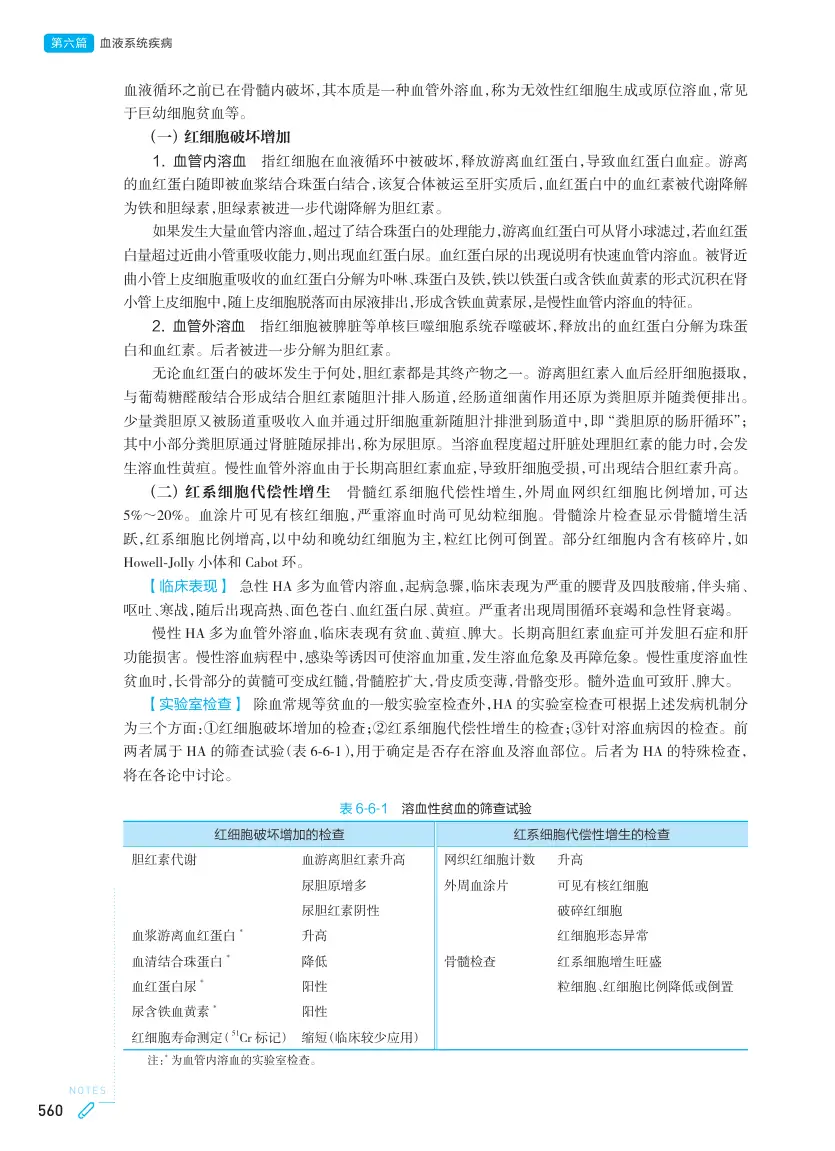 第六篇 血液系统疾病
血液循环之前已在骨髓内破坏,其本质是一种血管外溶血,称为无效性红细胞生成或原位溶血,常见
于巨幼细胞贫血等。
(一) 红细胞破坏增加
1. 血管内溶血 指红细胞在血液循环中被破坏,释放游离血红蛋白,导致血红蛋白血症。游离
的血红蛋白随即被血浆结合珠蛋白结合,该复合体被运至肝实质后,血红蛋白中的血红素被代谢降解
为铁和胆绿素,胆绿素被进一步代谢降解为胆红素。
如果发生大量血管内溶血,超过了结合珠蛋白的处理能力,游离血红蛋白可从肾小球滤过,若血红蛋
白量超过近曲小管重吸收能力,则出现血红蛋白尿。血红蛋白尿的出现说明有快速血管内溶血。被肾近
曲小管上皮细胞重吸收的血红蛋白分解为卟啉、珠蛋白及铁,铁以铁蛋白或含铁血黄素的形式沉积在肾
小管上皮细胞中,随上皮细胞脱落而由尿液排出,形成含铁血黄素尿,是慢性血管内溶血的特征。
2. 血管外溶血 指红细胞被脾脏等单核巨噬细胞系统吞噬破坏,释放出的血红蛋白分解为珠蛋
白和血红素。后者被进一步分解为胆红素。
无论血红蛋白的破坏发生于何处,胆红素都是其终产物之一。游离胆红素入血后经肝细胞摄取,
与葡萄糖醛酸结合形成结合胆红素随胆汁排入肠道,经肠道细菌作用还原为粪胆原并随粪便排出。
少量粪胆原又被肠道重吸收入血并通过肝细胞重新随胆汁排泄到肠道中,即“粪胆原的肠肝循环”;
其中小部分粪胆原通过肾脏随尿排出,称为尿胆原。当溶血程度超过肝脏处理胆红素的能力时,会发
生溶血性黄疸。慢性血管外溶血由于长期高胆红素血症,导致肝细胞受损,可出现结合胆红素升高。
(二) 红系细胞代偿性增生 骨髓红系细胞代偿性增生,外周血网织红细胞比例增加,可达
5%~20%。血涂片可见有核红细胞,严重溶血时尚可见幼粒细胞。骨髓涂片检查显示骨髓增生活
跃,红系细胞比例增高,以中幼和晚幼红细胞为主,粒红比例可倒置。部分红细胞内含有核碎片,如
Howell-Jolly 小体和 Cabot 环。
【临床表现】 急性 HA 多为血管内溶血,起病急骤,临床表现为严重的腰背及四肢酸痛,伴头痛、
呕吐、寒战,随后出现高热、面色苍白、血红蛋白尿、黄疸。严重者出现周围循环衰竭和急性肾衰竭。
慢性 HA 多为血管外溶血,临床表现有贫血、黄疸、脾大。长期高胆红素血症可并发胆石症和肝
功能损害。慢性溶血病程中,感染等诱因可使溶血加重,发生溶血危象及再障危象。慢性重度溶血性
贫血时,长骨部分的黄髓可变成红髓,骨髓腔扩大,骨皮质变薄,骨骼变形。髓外造血可致肝、脾大。
【实验室检查】 除血常规等贫血的一般实验室检查外,HA 的实验室检查可根据上述发病机制分
为三个方面:①红细胞破坏增加的检查;②红系细胞代偿性增生的检查;③针对溶血病因的检查。前
两者属于 HA 的筛查试验(表 6-6-1),用于确定是否存在溶血及溶血部位。后者为 HA 的特殊检查,
将在各论中讨论。
表 6-6-1 溶血性贫血的筛查试验
红细胞破坏增加的检查 红系细胞代偿性增生的检查
胆红素代谢 血游离胆红素升高 网织红细胞计数 升高
尿胆原增多 外周血涂片 可见有核红细胞
尿胆红素阴性 破碎红细胞
血浆游离血红蛋白* 升高 红细胞形态异常
血清结合珠蛋白* 降低 骨髓检查 红系细胞增生旺盛
血红蛋白尿* 阳性 粒细胞、红细胞比例降低或倒置
尿含铁血黄素* 阳性
红细胞寿命测定(⁵¹Cr 标记) 缩短(临床较少应用)
注:*为血管内溶血的实验室检查。
NOTES
560